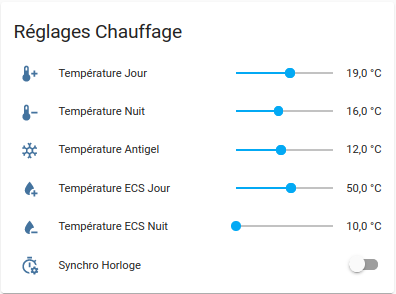 Réglages Chauffage
Température Jour 19,0 °C
Température Nuit 16,0 °C
Température Antigel 12,0 °C
Température ECS Jour 50,0 °C
Température ECS Nuit 10,0 °C
Synchro Horloge